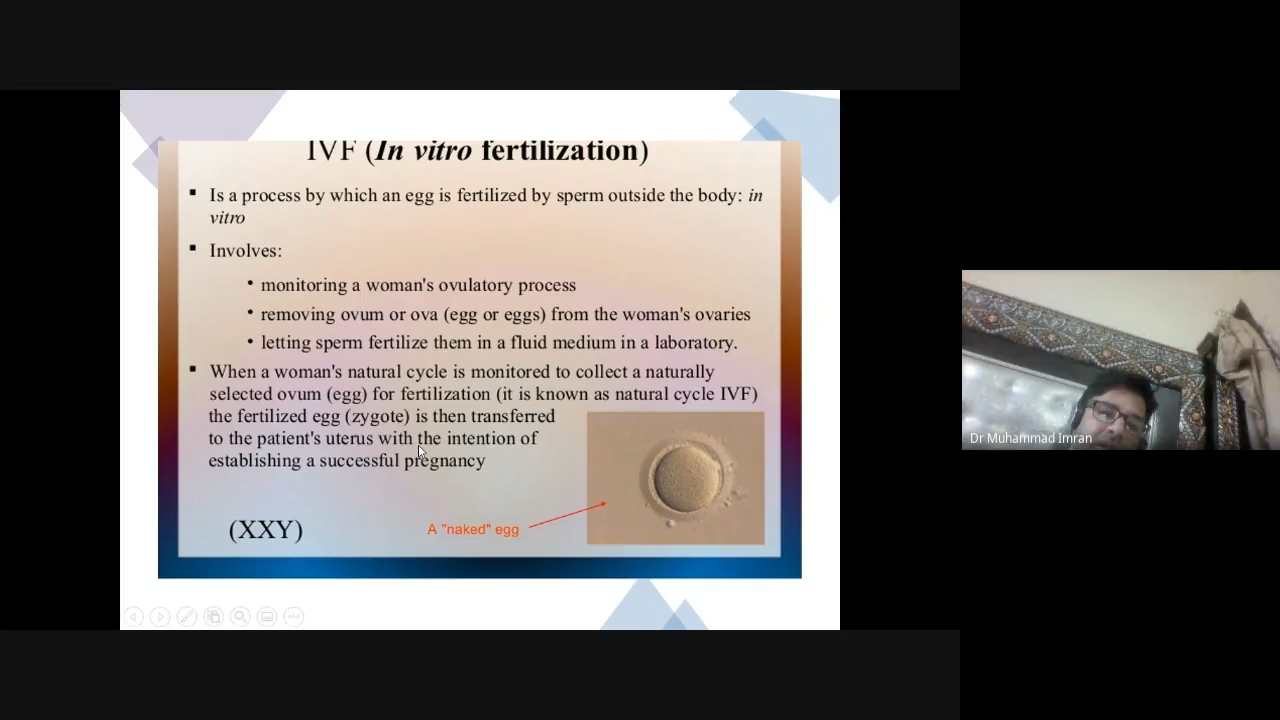 IVF (In vitro fertilization)
▪ Is a process by which an egg is fertilized by sperm outside the body: in
vitro
▪ Involves:
• monitoring a woman's ovulatory process
• removing ovum or ova (egg or eggs) from the woman's ovaries
• letting sperm fertilize them in a fluid medium in a laboratory.
▪ When a woman's natural cycle is monitored to collect a naturally
selected ovum (egg) for fertilization (it is known as natural cycle IVF)
the fertilized egg (zygote) is then transferred
to the patient's uterus with the intention of
establishing a successful pregnancy
(XXY)
A "naked" egg
Dr Muhammad Imran